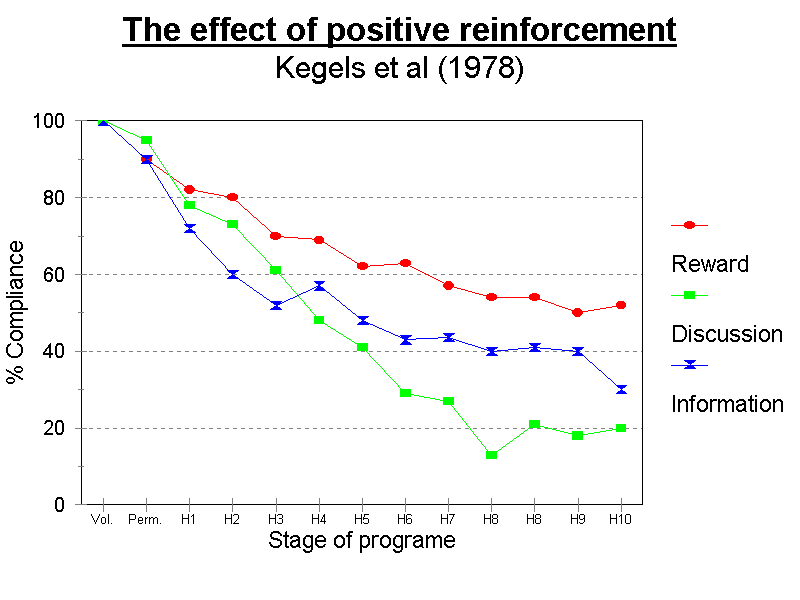 The effect of positive reinforcement
Kegels et al (1978)
100
80
60
40
20
0
% Compliance
Vol. Perm. H1 H2 H3 H4 H5 H6 H7 H8 H8 H9 H10
Stage of programe
Reward
Discussion
Information